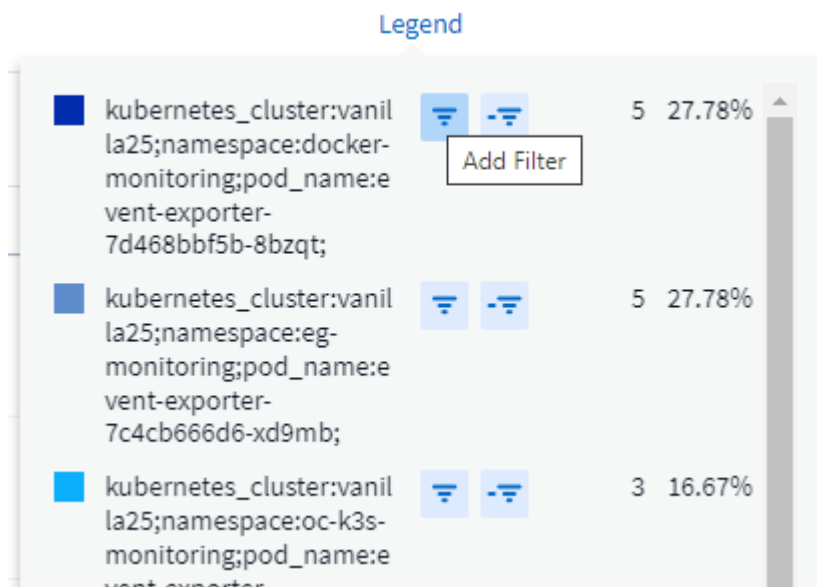 Legend
kubernetes_cluster:vanil
la25;namespace:docker-
monitoring;pod_name:e
vent-exporter-
7d468bbf5b-8bzqt;
5 27.78%
Add Filter
kubernetes_cluster:vanil
la25;namespace:eg-
monitoring;pod_name:e
vent-exporter-
7c4cb666d6-xd9mb;
5 27.78%
kubernetes_cluster:vanil
la25;namespace:oc-k3s-
monitoring;pod_name:e
vent-exporter-
3 16.67%